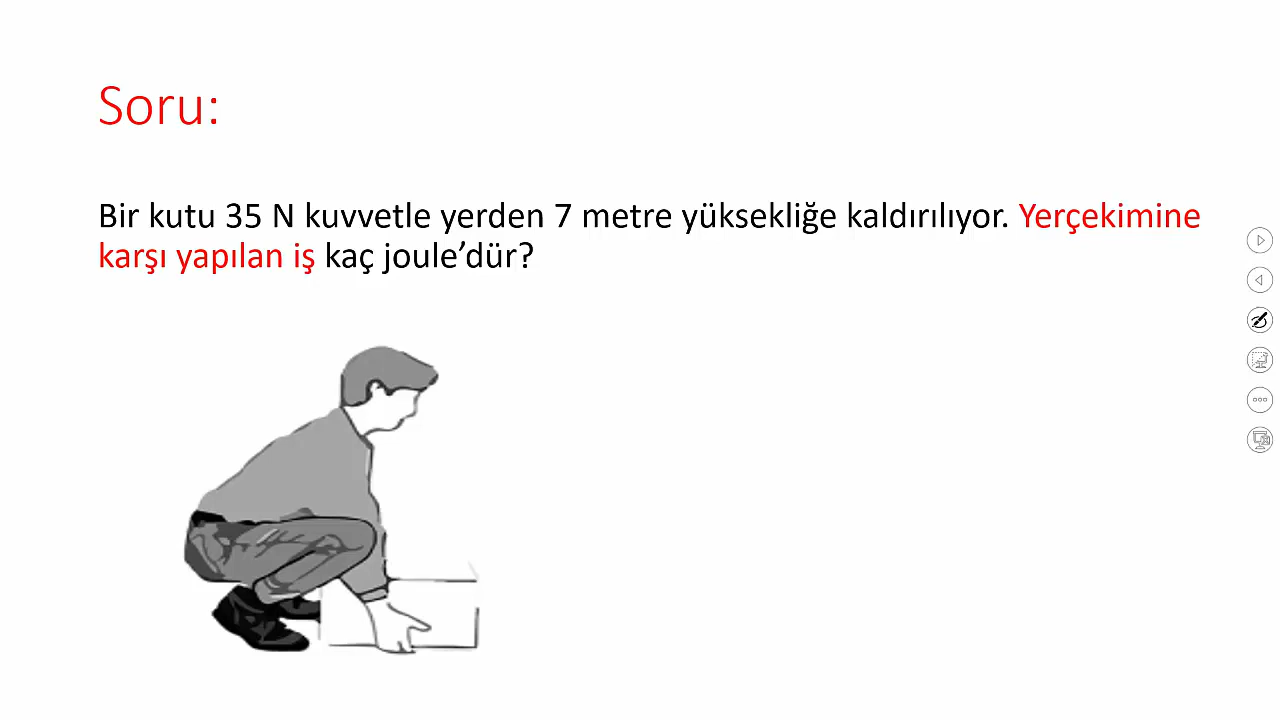 Soru:
Bir kutu 35 N kuvvetle yerden 7 metre yüksekliğe kaldırılıyor. Yerçekimine
karşı yapılan iş kaç joule’dür?